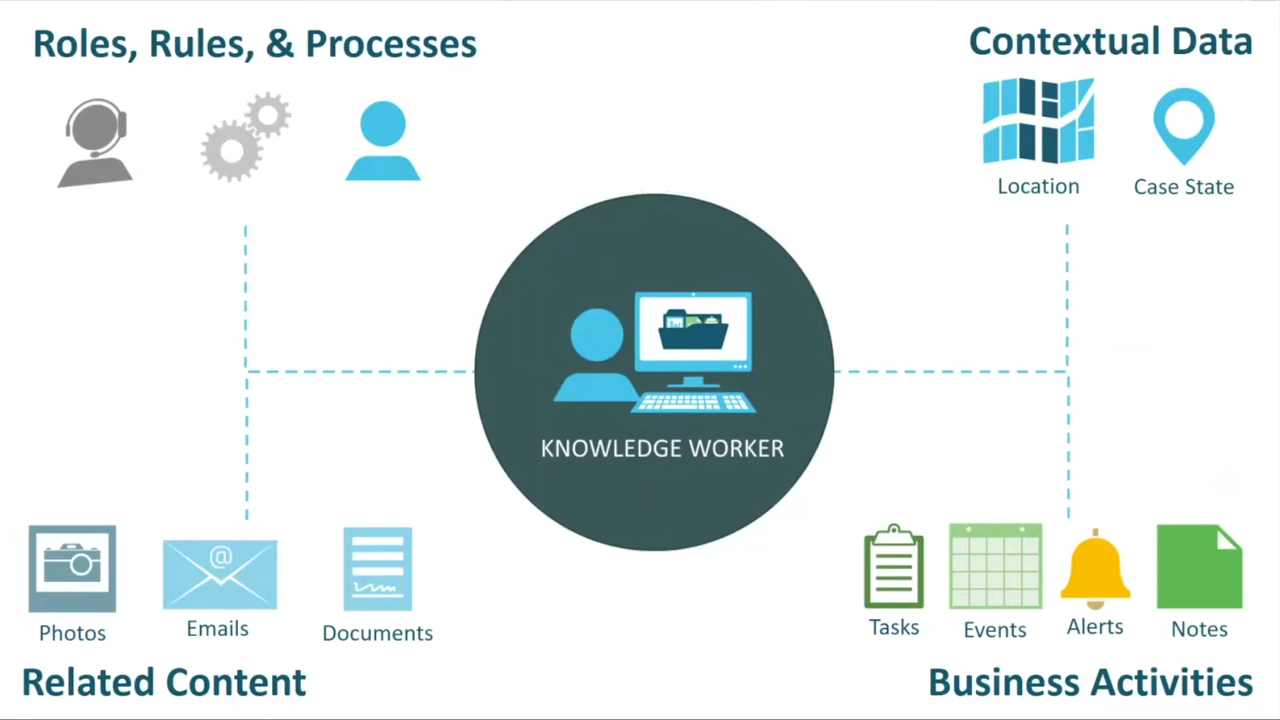 Roles, Rules, & Processes
Contextual Data
Location
Case State
KNOWLEDGE WORKER
@
Photos
Emails
Documents
Tasks
Events
Alerts
Notes
Related Content
Business Activities